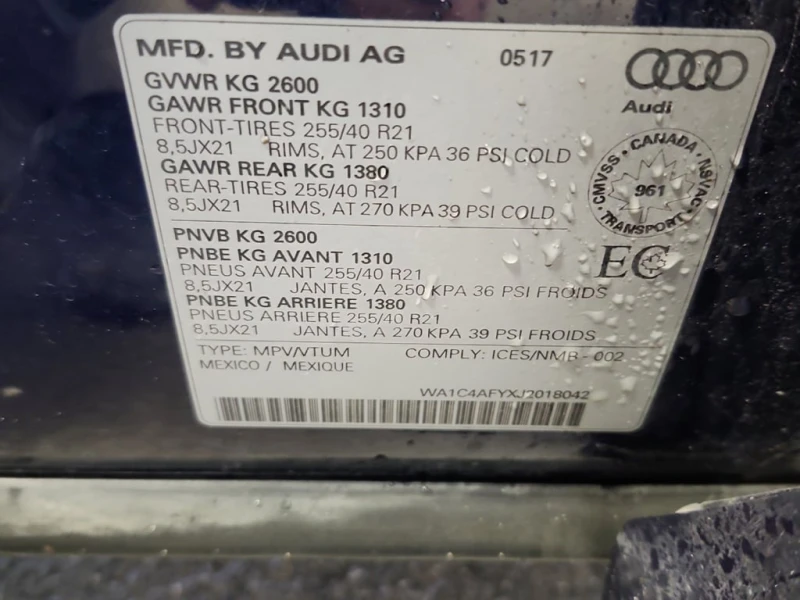 MFD. BY AUDI AG 0517
GVWR KG 2600
GAWR FRONT KG 1310
FRONT-TIRES 255/40 R21
8,5JX21 RIMS, AT 250 KPA 36 PSI COLD
GAWR REAR KG 1380
REAR-TIRES 255/40 R21
8,5JX21 RIMS, AT 270 KPA 39 PSI COLD
Audi
CANADA
CMVSS · NSVAC
961
TRANSPORT
EC
PNVB KG 2600
PNBE KG AVANT 1310
PNEUS AVANT 255/40 R21
8,5JX21 JANTES, A 250 KPA 36 PSI FROIDS
PNBE KG ARRIERE 1380
PNEUS ARRIERE 255/40 R21
8,5JX21 JANTES, A 270 KPA 39 PSI FROIDS
TYPE: MPV/VTUM COMPLY: ICES/NMB - 002
MEXICO / MEXIQUE
WA1C4AFYXJ2018042